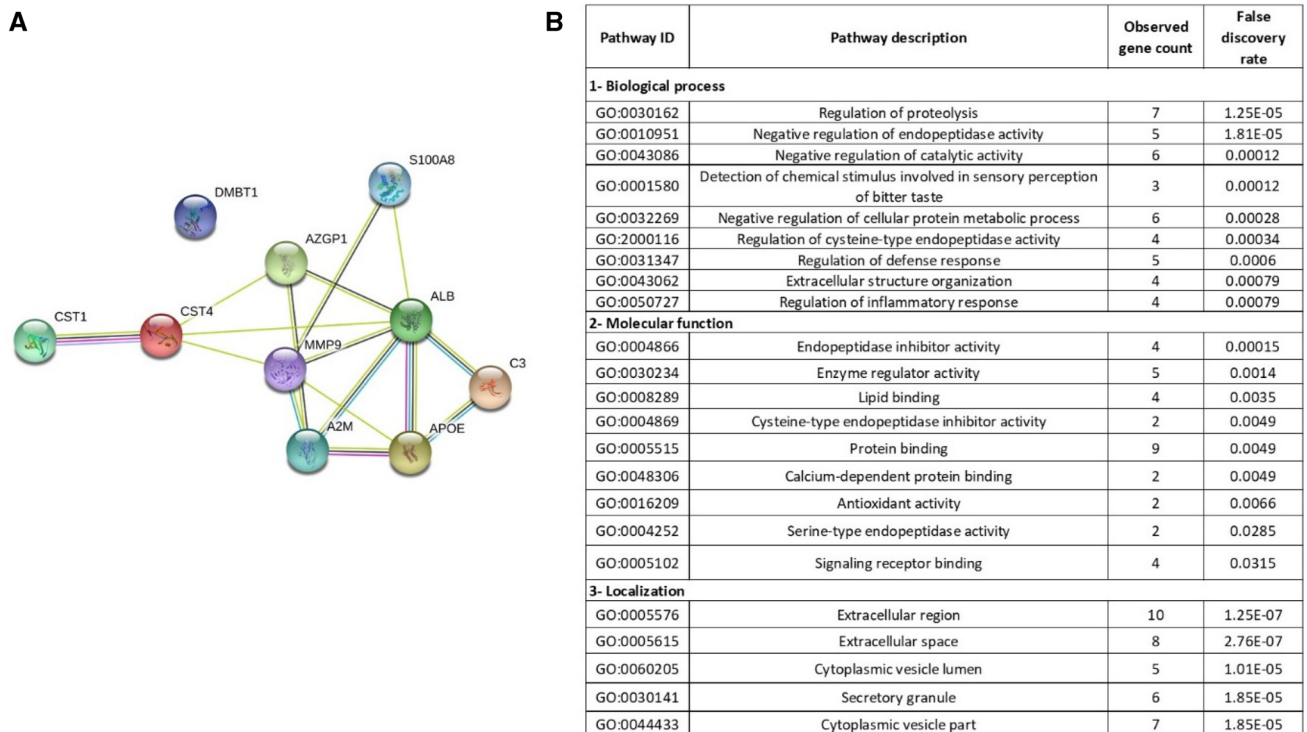 A
B
DMBT1
S100A8
AZGP1
CST1
CST4
ALB
MMP9
C3
A2M
APOE
Pathway ID Pathway description Observed gene count False discovery rate
1- Biological process
GO:0030162 Regulation of proteolysis 7 1.25E-05
GO:0010951 Negative regulation of endopeptidase activity 5 1.81E-05
GO:0043086 Negative regulation of catalytic activity 6 0.00012
GO:0001580 Detection of chemical stimulus involved in sensory perception of bitter taste 3 0.00012
GO:0032269 Negative regulation of cellular protein metabolic process 6 0.00028
GO:2000116 Regulation of cysteine-type endopeptidase activity 4 0.00034
GO:0031347 Regulation of defense response 5 0.0006
GO:0043062 Extracellular structure organization 4 0.00079
GO:0050727 Regulation of inflammatory response 4 0.00079
2- Molecular function
GO:0004866 Endopeptidase inhibitor activity 4 0.00015
GO:0030234 Enzyme regulator activity 5 0.0014
GO:0008289 Lipid binding 4 0.0035
GO:0004869 Cysteine-type endopeptidase inhibitor activity 2 0.0049
GO:0005515 Protein binding 9 0.0049
GO:0048306 Calcium-dependent protein binding 2 0.0049
GO:0016209 Antioxidant activity 2 0.0066
GO:0004252 Serine-type endopeptidase activity 2 0.0285
GO:0005102 Signaling receptor binding 4 0.0315
3- Localization
GO:0005576 Extracellular region 10 1.25E-07
GO:0005615 Extracellular space 8 2.76E-07
GO:0060205 Cytoplasmic vesicle lumen 5 1.01E-05
GO:0030141 Secretory granule 6 1.85E-05
GO:0044433 Cytoplasmic vesicle part 7 1.85E-05